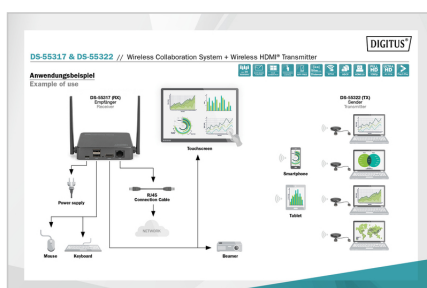 DIGITUS®
DS-55317 & DS-55322 // Wireless Collaboration System + Wireless HDMI® Transmitter
Anwendungsbeispiel
Example of use
DS-55317 (RX)
Empfänger
Receiver
DS-55322 (TX)
Sender
Transmitter
Touchscreen
Smartphone
Tablet
Power supply
RJ45
Connection Cable
NETWORK
Mouse
Keyboard
Beamer